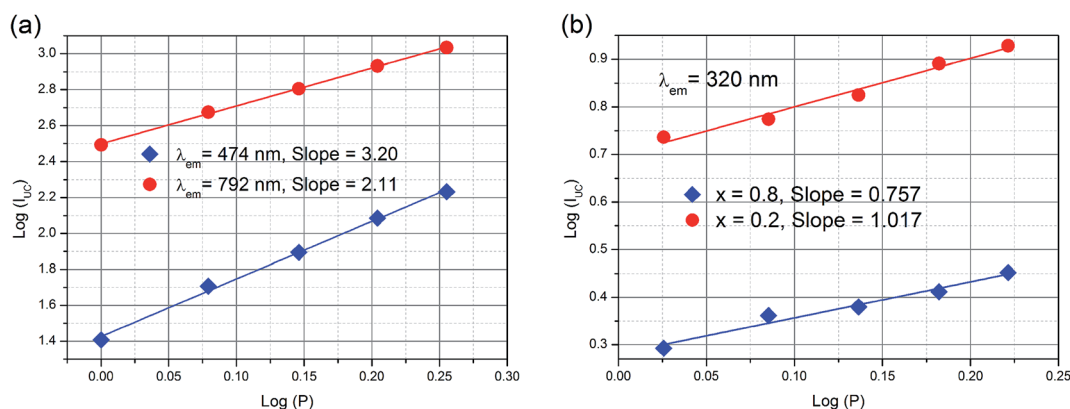 (a)
3.0
2.8
2.6
2.4
2.2
2.0
1.8
1.6
1.4
Log (I_UC)
λ_em= 474 nm, Slope = 3.20
λ_em= 792 nm, Slope = 2.11
0.00 0.05 0.10 0.15 0.20 0.25 0.30
Log (P)
(b)
0.9
0.8
0.7
0.6
0.5
0.4
0.3
Log (I_UC)
λ_em= 320 nm
x = 0.8, Slope = 0.757
x = 0.2, Slope = 1.017
0.00 0.05 0.10 0.15 0.20 0.25
Log (P)